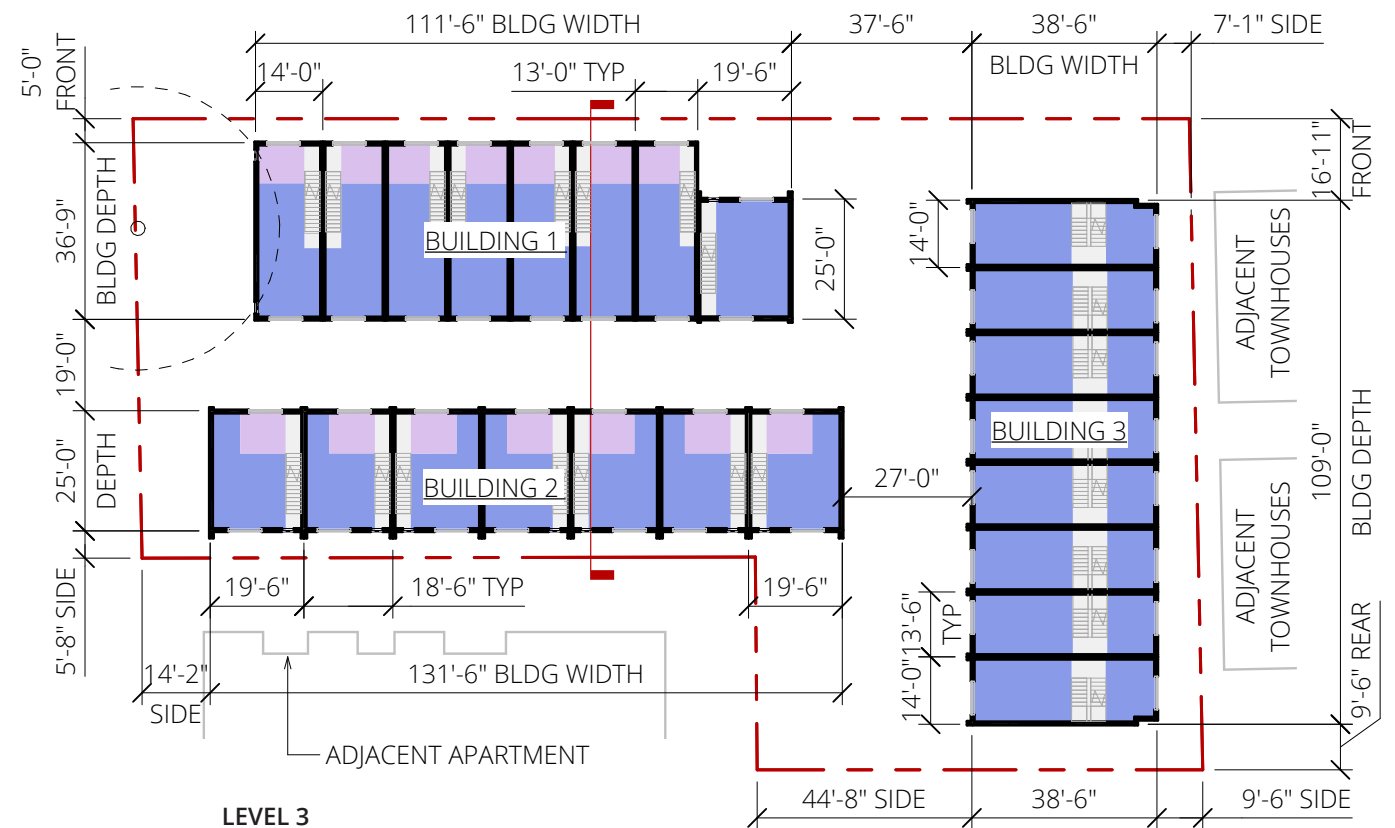 111'-6" BLDG WIDTH
37'-6"
38'-6"
BLDG WIDTH
7'-1" SIDE
5'-0"
FRONT
14'-0"
13'-0" TYP
19'-6"
16'-11"
FRONT
36'-9"
BLDG DEPTH
BUILDING 1
25'-0"
14'-0"
ADJACENT
TOWNHOUSES
19'-0"
25'-0"
DEPTH
BUILDING 2
27'-0"
BUILDING 3
109'-0"
BLDG DEPTH
ADJACENT
TOWNHOUSES
5'-8" SIDE
19'-6"
18'-6" TYP
19'-6"
13'-6"
TYP
14'-2"
SIDE
131'-6" BLDG WIDTH
14'-0"
9'-6" REAR
ADJACENT APARTMENT
44'-8" SIDE
38'-6"
9'-6" SIDE
LEVEL 3